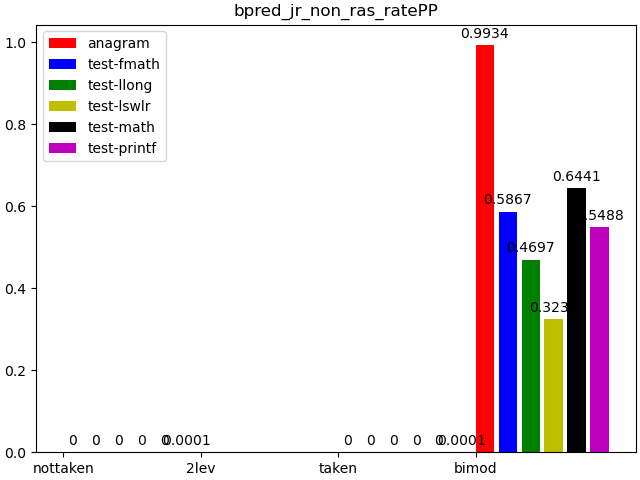 bpred_jr_non_ras_ratePP
anagram
test-fmath
test-llong
test-lswlr
test-math
test-printf
1.0
0.8
0.6
0.4
0.2
0.0
0.9934
0.5867
0.4697
0.323
0.6441
.5488
0 0 0 0 0 0.0001 0 0 0 0 0 0.0001
nottaken 2lev taken bimod